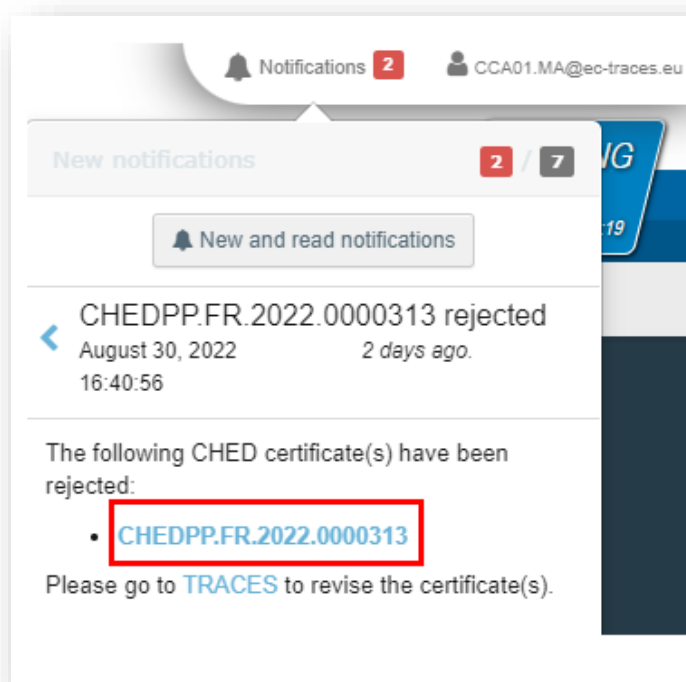 Notifications 2 CCA01.MA@ec-traces.eu
New notifications 2 / 7
NG
:19
New and read notifications
CHEDPP.FR.2022.0000313 rejected
August 30, 2022 2 days ago.
16:40:56
The following CHED certificate(s) have been
rejected:
• CHEDPP.FR.2022.0000313
Please go to TRACES to revise the certificate(s).